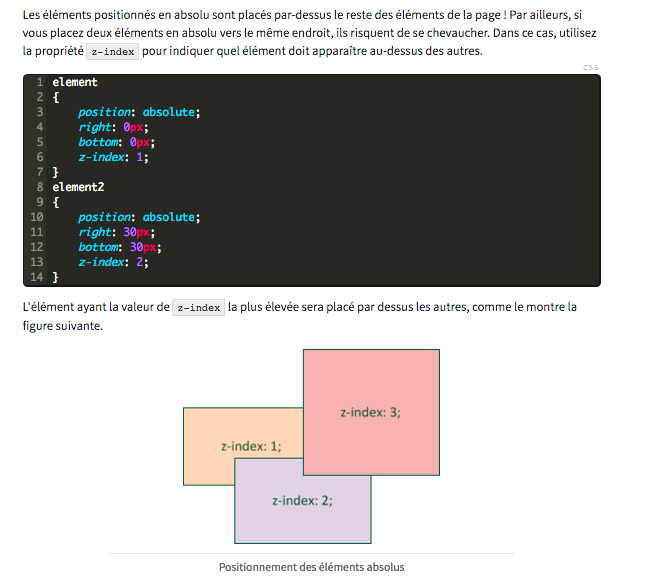 Les éléments positionnés en absolu sont placés par-dessus le reste des éléments de la page ! Par ailleurs, si
vous placez deux éléments en absolu vers le même endroit, ils risquent de se chevaucher. Dans ce cas, utilisez
la propriété z-index pour indiquer quel élément doit apparaître au-dessus des autres.
CSS
1 element
2 {
3 position: absolute;
4 right: 0px;
5 bottom: 0px;
6 z-index: 1;
7 }
8 element2
9 {
10 position: absolute;
11 right: 30px;
12 bottom: 30px;
13 z-index: 2;
14 }
L'élément ayant la valeur de z-index la plus élevée sera placé par dessus les autres, comme le montre la
figure suivante.
z-index: 3;
z-index: 1;
z-index: 2;
Positionnement des éléments absolus